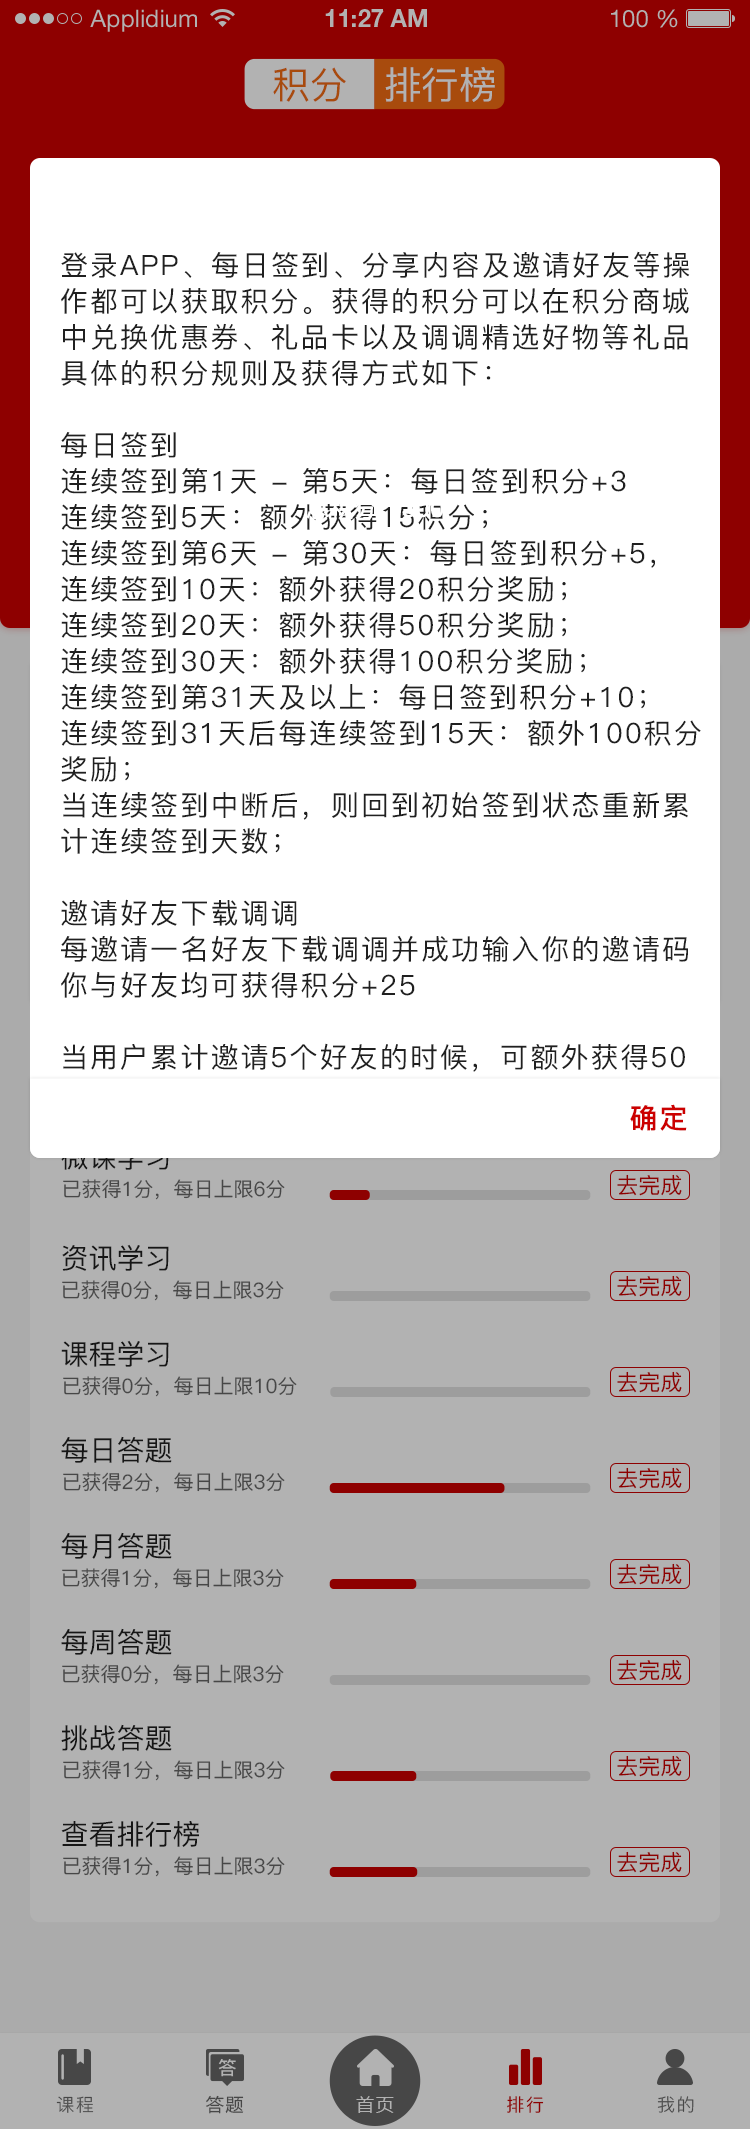 Applidium 11:27 AM 100 %
积分 排行榜
登录APP、每日签到、分享内容及邀请好友等操
作都可以获取积分。获得的积分可以在积分商城
中兑换优惠券、礼品卡以及调调精选好物等礼品
具体的积分规则及获得方式如下：
每日签到
连续签到第1天 – 第5天：每日签到积分+3
连续签到5天：额外获得15积分；
连续签到第6天 – 第30天：每日签到积分+5，
连续签到10天：额外获得20积分奖励；
连续签到20天：额外获得50积分奖励；
连续签到30天：额外获得100积分奖励；
连续签到第31天及以上：每日签到积分+10；
连续签到31天后每连续签到15天：额外100积分
奖励；
当连续签到中断后，则回到初始签到状态重新累
计连续签到天数；
邀请好友下载调调
每邀请一名好友下载调调并成功输入你的邀请码
你与好友均可获得积分+25
当用户累计邀请5个好友的时候，可额外获得50
确定
微课学习
已获得1分，每日上限6分 去完成
资讯学习
已获得0分，每日上限3分 去完成
课程学习
已获得0分，每日上限10分 去完成
每日答题
已获得2分，每日上限3分 去完成
每月答题
已获得1分，每日上限3分 去完成
每周答题
已获得0分，每日上限3分 去完成
挑战答题
已获得1分，每日上限3分 去完成
查看排行榜
已获得1分，每日上限3分 去完成
答
课程 答题 首页 排行 我的